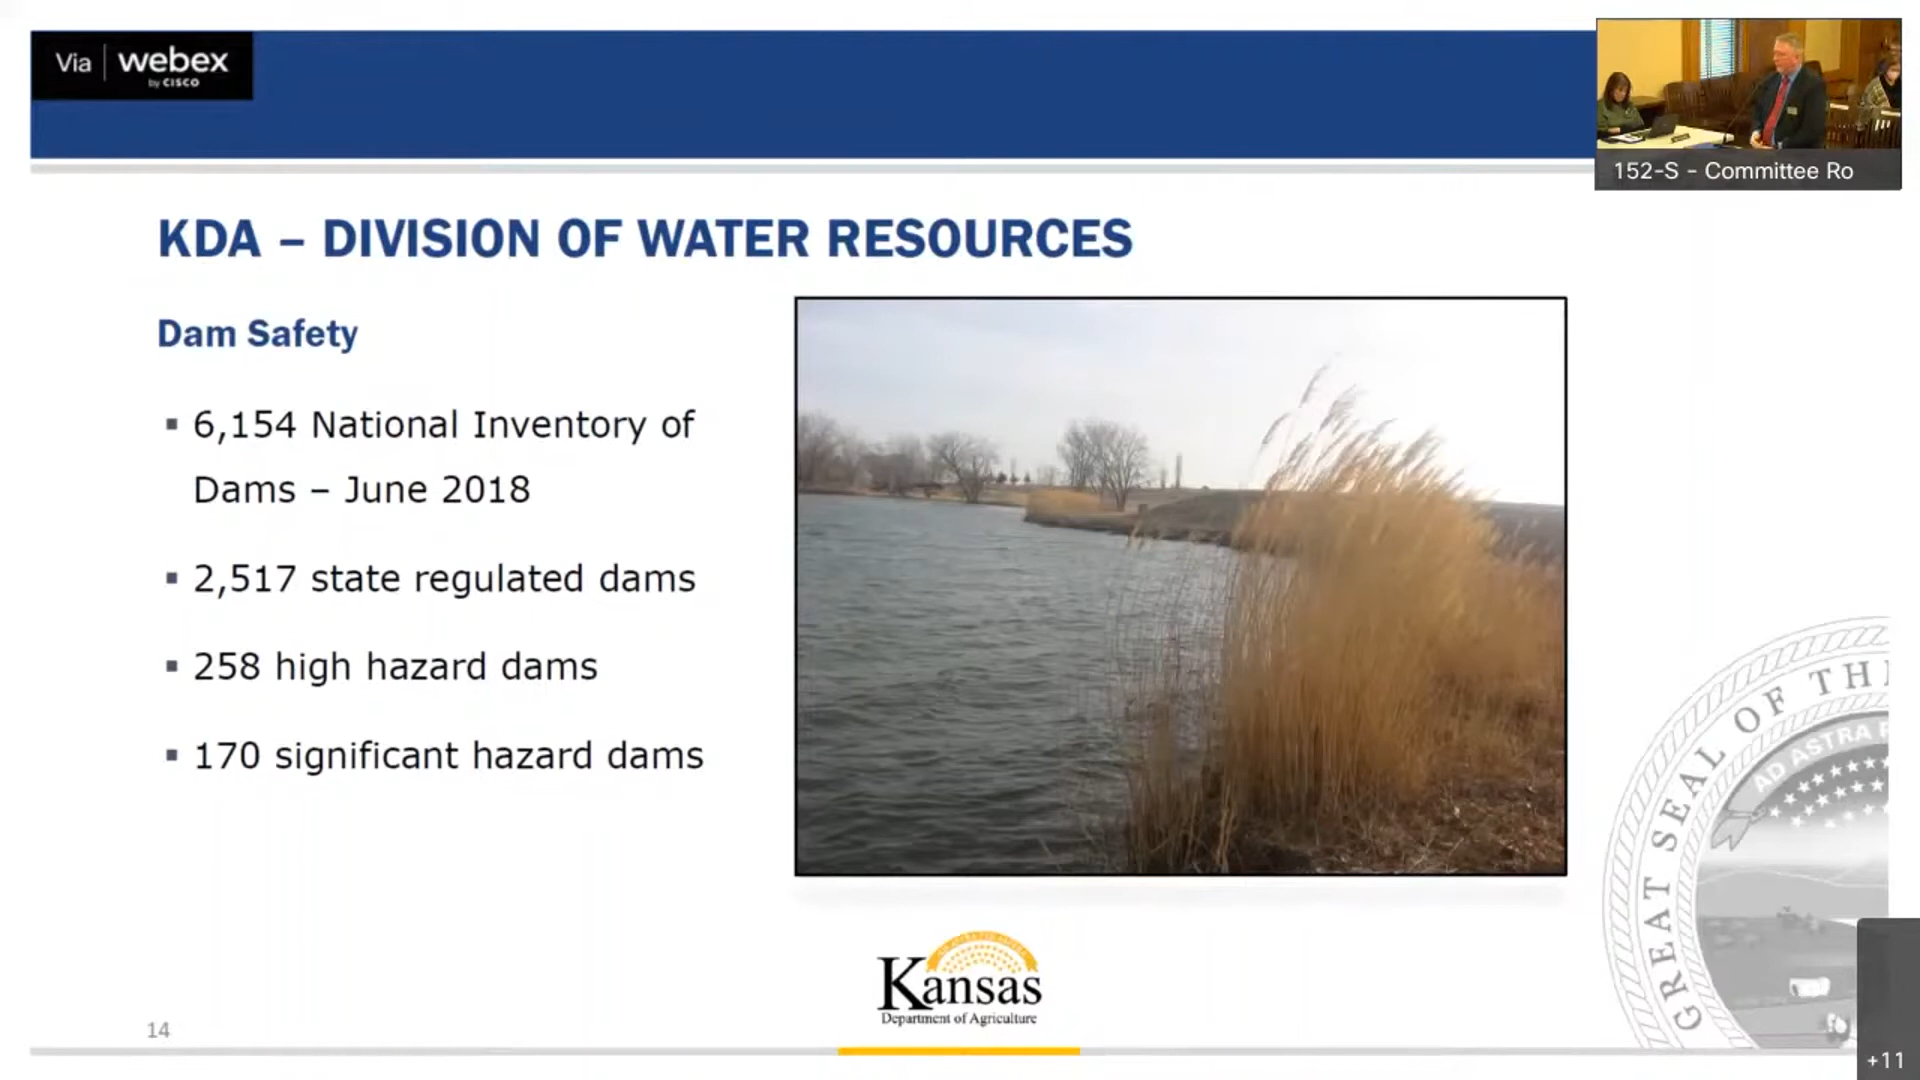 Via | webex
by CISCO
152-S - Committee Ro
KDA – DIVISION OF WATER RESOURCES
Dam Safety
▪ 6,154 National Inventory of
Dams – June 2018
▪ 2,517 state regulated dams
▪ 258 high hazard dams
▪ 170 significant hazard dams
GREAT SEAL OF THE
AD ASTRA P
Kansas
Department of Agriculture
14
+11